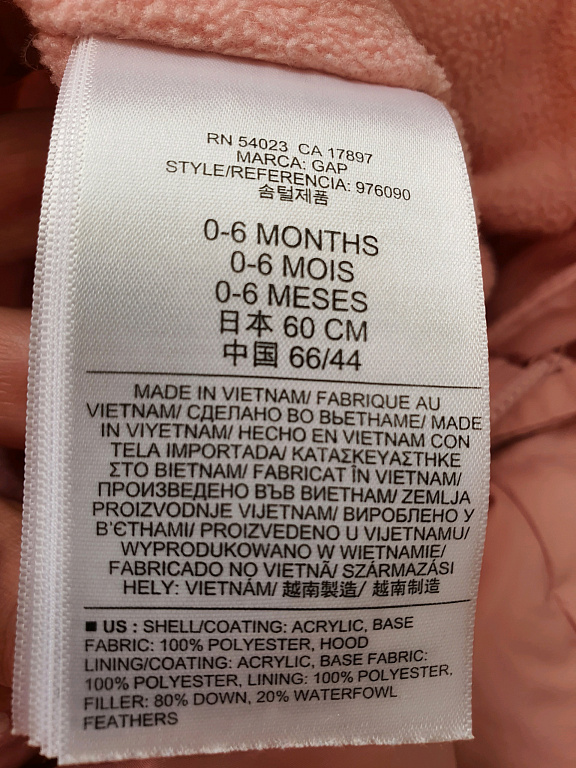 RN 54023 CA 17897
MARCA: GAP
STYLE/REFERENCIA: 976090
솜털제품
0-6 MONTHS
0-6 MOIS
0-6 MESES
日本 60 CM
中国 66/44
MADE IN VIETNAM/ FABRIQUE AU
VIETNAM/ СДЕЛАНО ВО ВЬЕТНАМЕ/ MADE
IN VIYETNAM/ HECHO EN VIETNAM CON
TELA IMPORTADA/ ΚΑΤΑΣΚΕΥΑΣΤΗΚΕ
ΣΤΟ ΒΙΕΤΝΑΜ/ FABRICAT ÎN VIETNAM/
ПРОИЗВЕДЕНО ВЪВ ВИЕТНАМ/ ZEMLJA
PROIZVODNJE VIJETNAM/ ВИРОБЛЕНО У
В'ЄТНАМІ/ PROIZVEDENO U VIJETNAMU/
WYPRODUKOWANO W WIETNAMIE/
FABRICADO NO VIETNÃ/ SZÁRMAZÁSI
HELY: VIETNÁM/ 越南製造/ 越南制造
■ US : SHELL/COATING: ACRYLIC, BASE
FABRIC: 100% POLYESTER, HOOD
LINING/COATING: ACRYLIC, BASE FABRIC:
100% POLYESTER, LINING: 100% POLYESTER,
FILLER: 80% DOWN, 20% WATERFOWL
FEATHERS